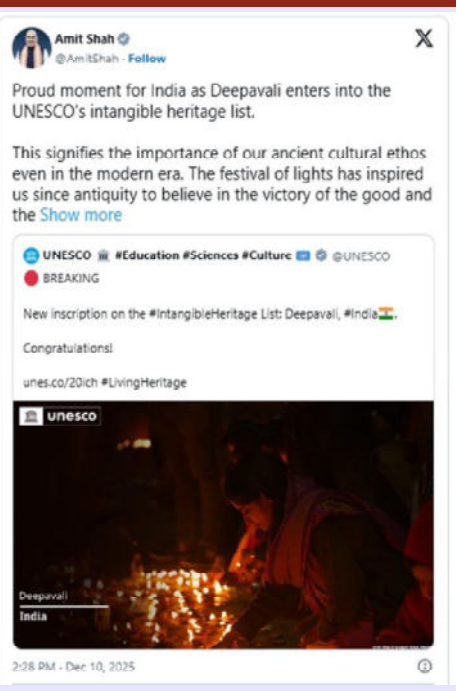 Amit Shah
@AmitShah · Follow
Proud moment for India as Deepavali enters into the
UNESCO's intangible heritage list.
This signifies the importance of our ancient cultural ethos
even in the modern era. The festival of lights has inspired
us since antiquity to believe in the victory of the good and
the Show more
UNESCO 🏛 #Education #Sciences #Culture 🇺🇳 @UNESCO
🔴 BREAKING
New inscription on the #IntangibleHeritage List: Deepavali, #India🇮🇳.
Congratulations!
unes.co/20ich #LivingHeritage
unesco
Deepavali
India
2:28 PM · Dec 10, 2025